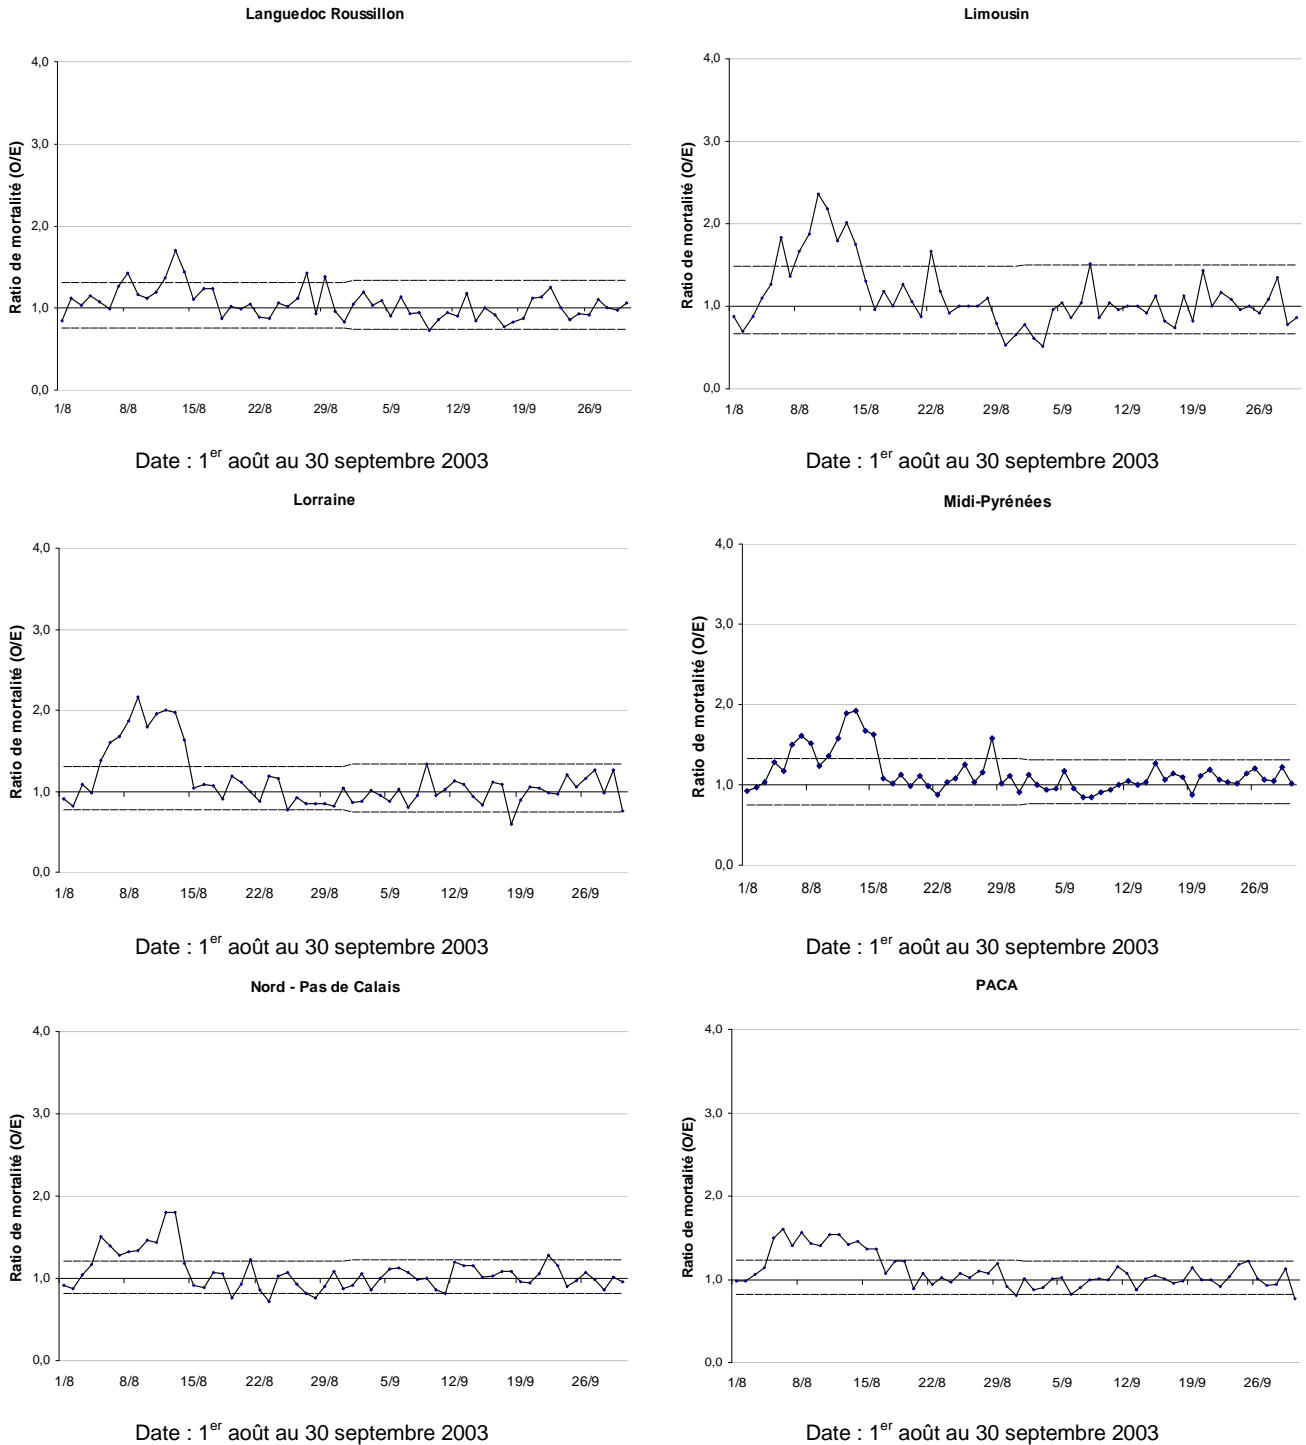 Languedoc Roussillon
Ratio de mortalité (O/E)
4,0
3,0
2,0
1,0
0,0
1/8 8/8 15/8 22/8 29/8 5/9 12/9 19/9 26/9
Date : 1er août au 30 septembre 2003
Limousin
Ratio de mortalité (O/E)
4,0
3,0
2,0
1,0
0,0
1/8 8/8 15/8 22/8 29/8 5/9 12/9 19/9 26/9
Date : 1er août au 30 septembre 2003
Lorraine
Ratio de mortalité (O/E)
4,0
3,0
2,0
1,0
0,0
1/8 8/8 15/8 22/8 29/8 5/9 12/9 19/9 26/9
Date : 1er août au 30 septembre 2003
Midi-Pyrénées
Ratio de mortalité (O/E)
4,0
3,0
2,0
1,0
0,0
1/8 8/8 15/8 22/8 29/8 5/9 12/9 19/9 26/9
Date : 1er août au 30 septembre 2003
Nord - Pas de Calais
Ratio de mortalité (O/E)
4,0
3,0
2,0
1,0
0,0
1/8 8/8 15/8 22/8 29/8 5/9 12/9 19/9 26/9
Date : 1er août au 30 septembre 2003
PACA
Ratio de mortalité (O/E)
4,0
3,0
2,0
1,0
0,0
1/8 8/8 15/8 22/8 29/8 5/9 12/9 19/9 26/9
Date : 1er août au 30 septembre 2003